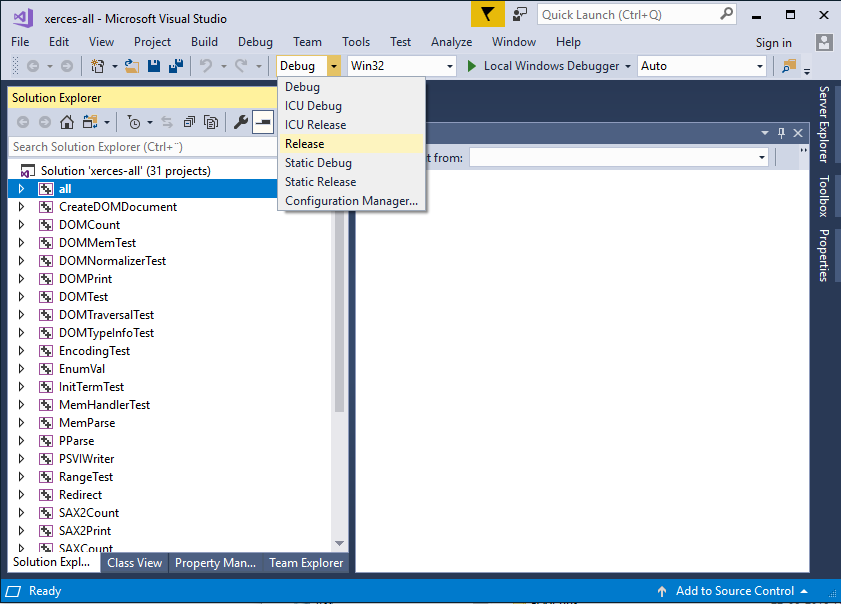 xerces-all - Microsoft Visual Studio
Quick Launch (Ctrl+Q)
File Edit View Project Build Debug Team Tools Test Analyze Window Help
Sign in
Debug Win32 Local Windows Debugger Auto
Debug
ICU Debug
ICU Release
Release
Static Debug
Static Release
Configuration Manager...
Solution Explorer
Search Solution Explorer (Ctrl+¨)
Solution 'xerces-all' (31 projects)
all
CreateDOMDocument
DOMCount
DOMMemTest
DOMNormalizerTest
DOMPrint
DOMTest
DOMTraversalTest
DOMTypeInfoTest
EncodingTest
EnumVal
InitTermTest
MemHandlerTest
MemParse
PParse
PSVIWriter
RangeTest
Redirect
SAX2Count
SAX2Print
SAXCount
Solution Expl... Class View Property Man... Team Explorer
t from:
Server Explorer
Toolbox
Properties
Ready
Add to Source Control